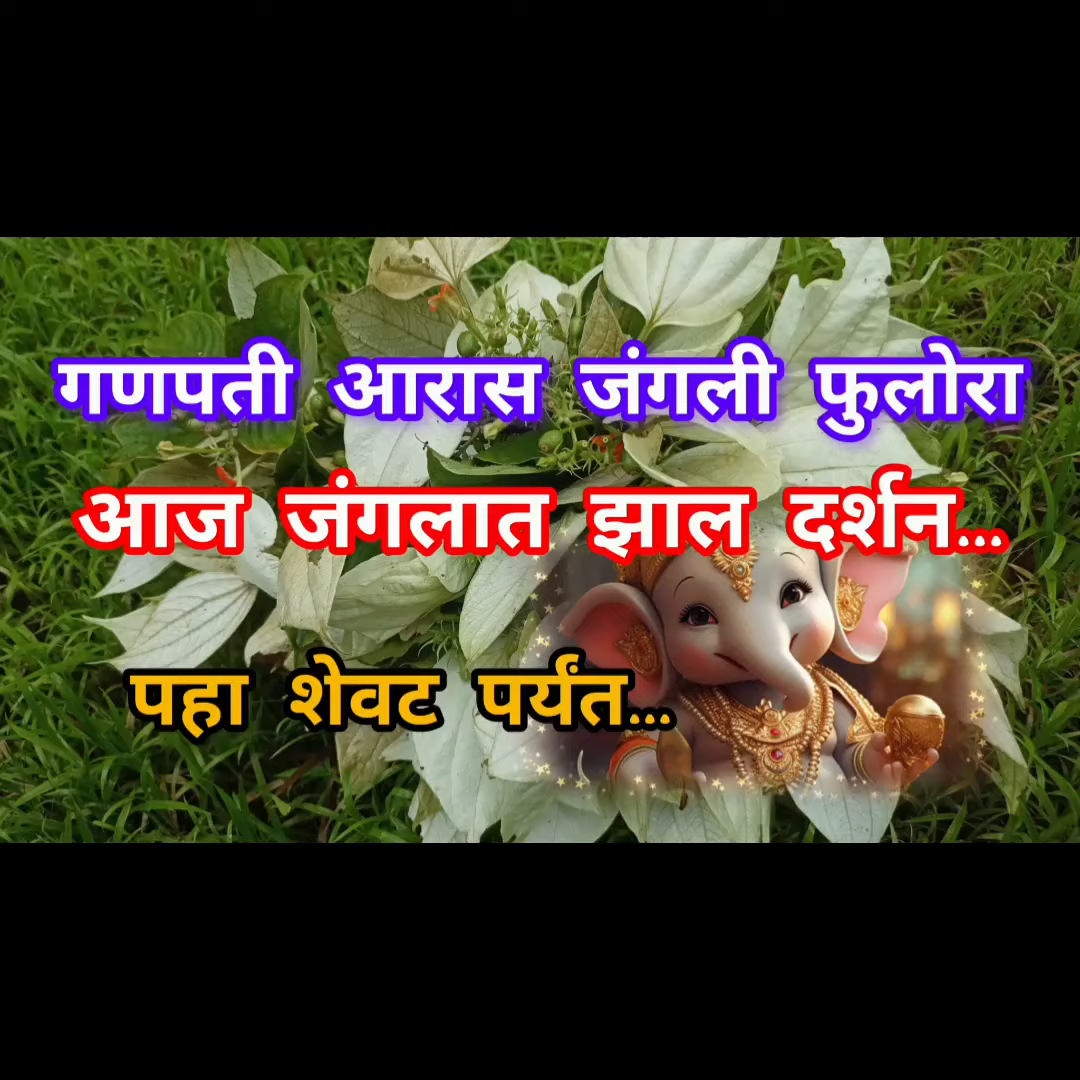 गणपती आरास जंगली फुलोरा
आज जंगलात झाल दर्शन...
पहा शेवट पर्यंत...